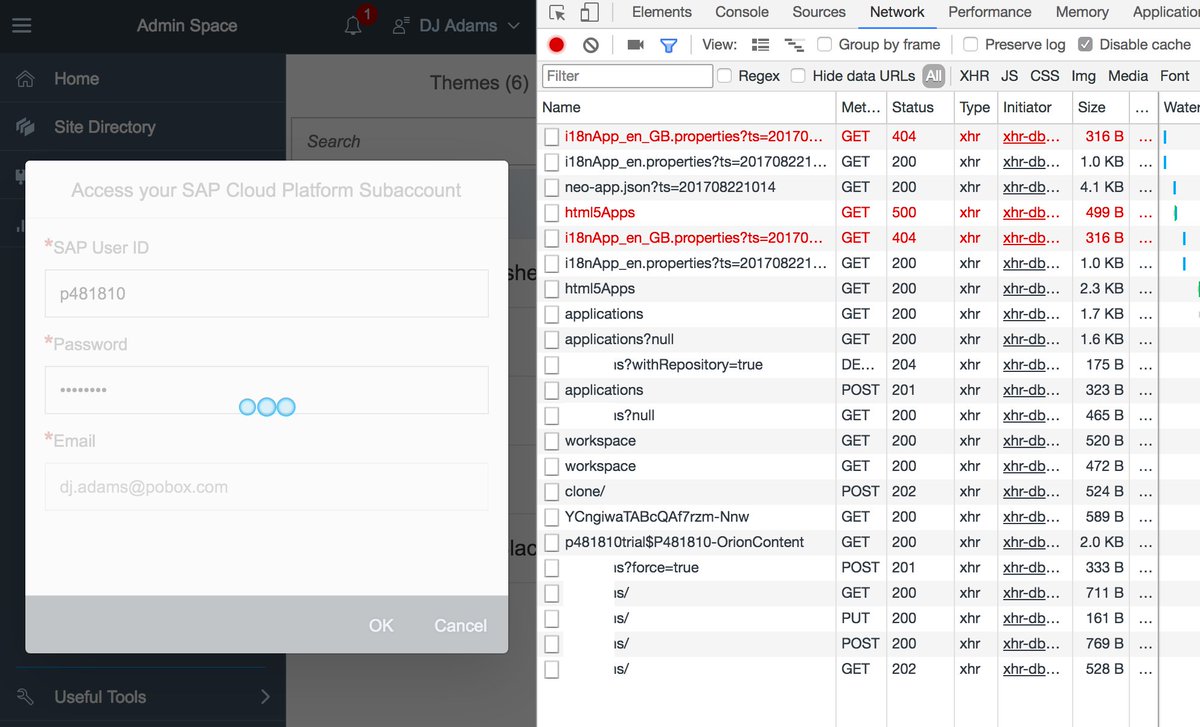 Admin Space
1
DJ Adams
Home
Site Directory
Themes (6)
Search
Access your SAP Cloud Platform Subaccount
*SAP User ID
p481810
*Password
••••••••
*Email
dj.adams@pobox.com
OK Cancel
Useful Tools
Elements Console Sources Network Performance Memory Application
View: Group by frame Preserve log Disable cache
Filter Regex Hide data URLs All XHR JS CSS Img Media Font
Name Met… Status Type Initiator Size …
i18nApp_en_GB.properties?ts=20170… GET 404 xhr xhr-db… 316 B …
i18nApp_en.properties?ts=201708221… GET 200 xhr xhr-db… 1.0 KB …
neo-app.json?ts=201708221014 GET 200 xhr xhr-db… 4.1 KB …
html5Apps GET 500 xhr xhr-db… 499 B …
i18nApp_en_GB.properties?ts=20170… GET 404 xhr xhr-db… 316 B …
i18nApp_en.properties?ts=201708221… GET 200 xhr xhr-db… 1.0 KB …
html5Apps GET 200 xhr xhr-db… 2.3 KB …
applications GET 200 xhr xhr-db… 1.7 KB …
applications?null GET 200 xhr xhr-db… 1.6 KB …
s?withRepository=true DE… 204 xhr xhr-db… 175 B …
applications POST 201 xhr xhr-db… 323 B …
s?null GET 200 xhr xhr-db… 465 B …
workspace GET 200 xhr xhr-db… 520 B …
workspace GET 200 xhr xhr-db… 472 B …
clone/ POST 202 xhr xhr-db… 524 B …
YCngiwaTABcQAf7rzm-Nnw GET 200 xhr xhr-db… 589 B …
p481810trial$P481810-OrionContent GET 200 xhr xhr-db… 2.0 KB …
s?force=true POST 201 xhr xhr-db… 333 B …
s/ GET 200 xhr xhr-db… 711 B …
s/ PUT 200 xhr xhr-db… 161 B …
s/ POST 200 xhr xhr-db… 769 B …
s/ GET 202 xhr xhr-db… 528 B …